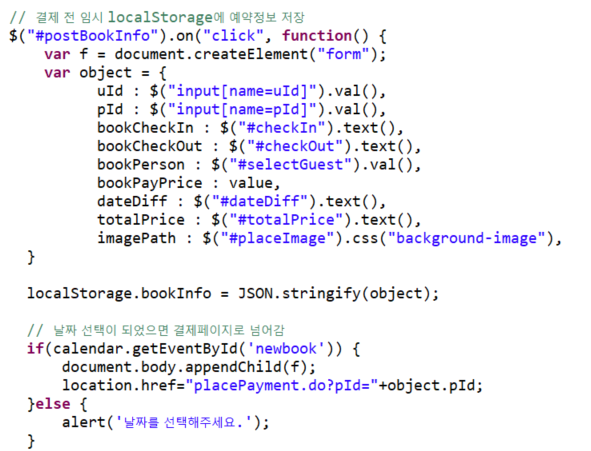 // 결제 전 임시 localStorage에 예약정보 저장
$("#postBookInfo").on("click", function() {
    var f = document.createElement("form");
    var object = {
          uId : $("input[name=uId]").val(),
          pId : $("input[name=pId]").val(),
          bookCheckIn : $("#checkIn").text(),
          bookCheckOut : $("#checkOut").text(),
          bookPerson : $("#selectGuest").val(),
          bookPayPrice : value,
          dateDiff : $("#dateDiff").text(),
          totalPrice : $("#totalPrice").text(),
          imagePath : $("#placeImage").css("background-image"),
  }
  localStorage.bookInfo = JSON.stringify(object);
  // 날짜 선택이 되었으면 결제페이지로 넘어감
  if(calendar.getEventById('newbook')) {
      document.body.appendChild(f);
      location.href="placePayment.do?pId="+object.pId;
  }else {
      alert('날짜를 선택해주세요.');
  }